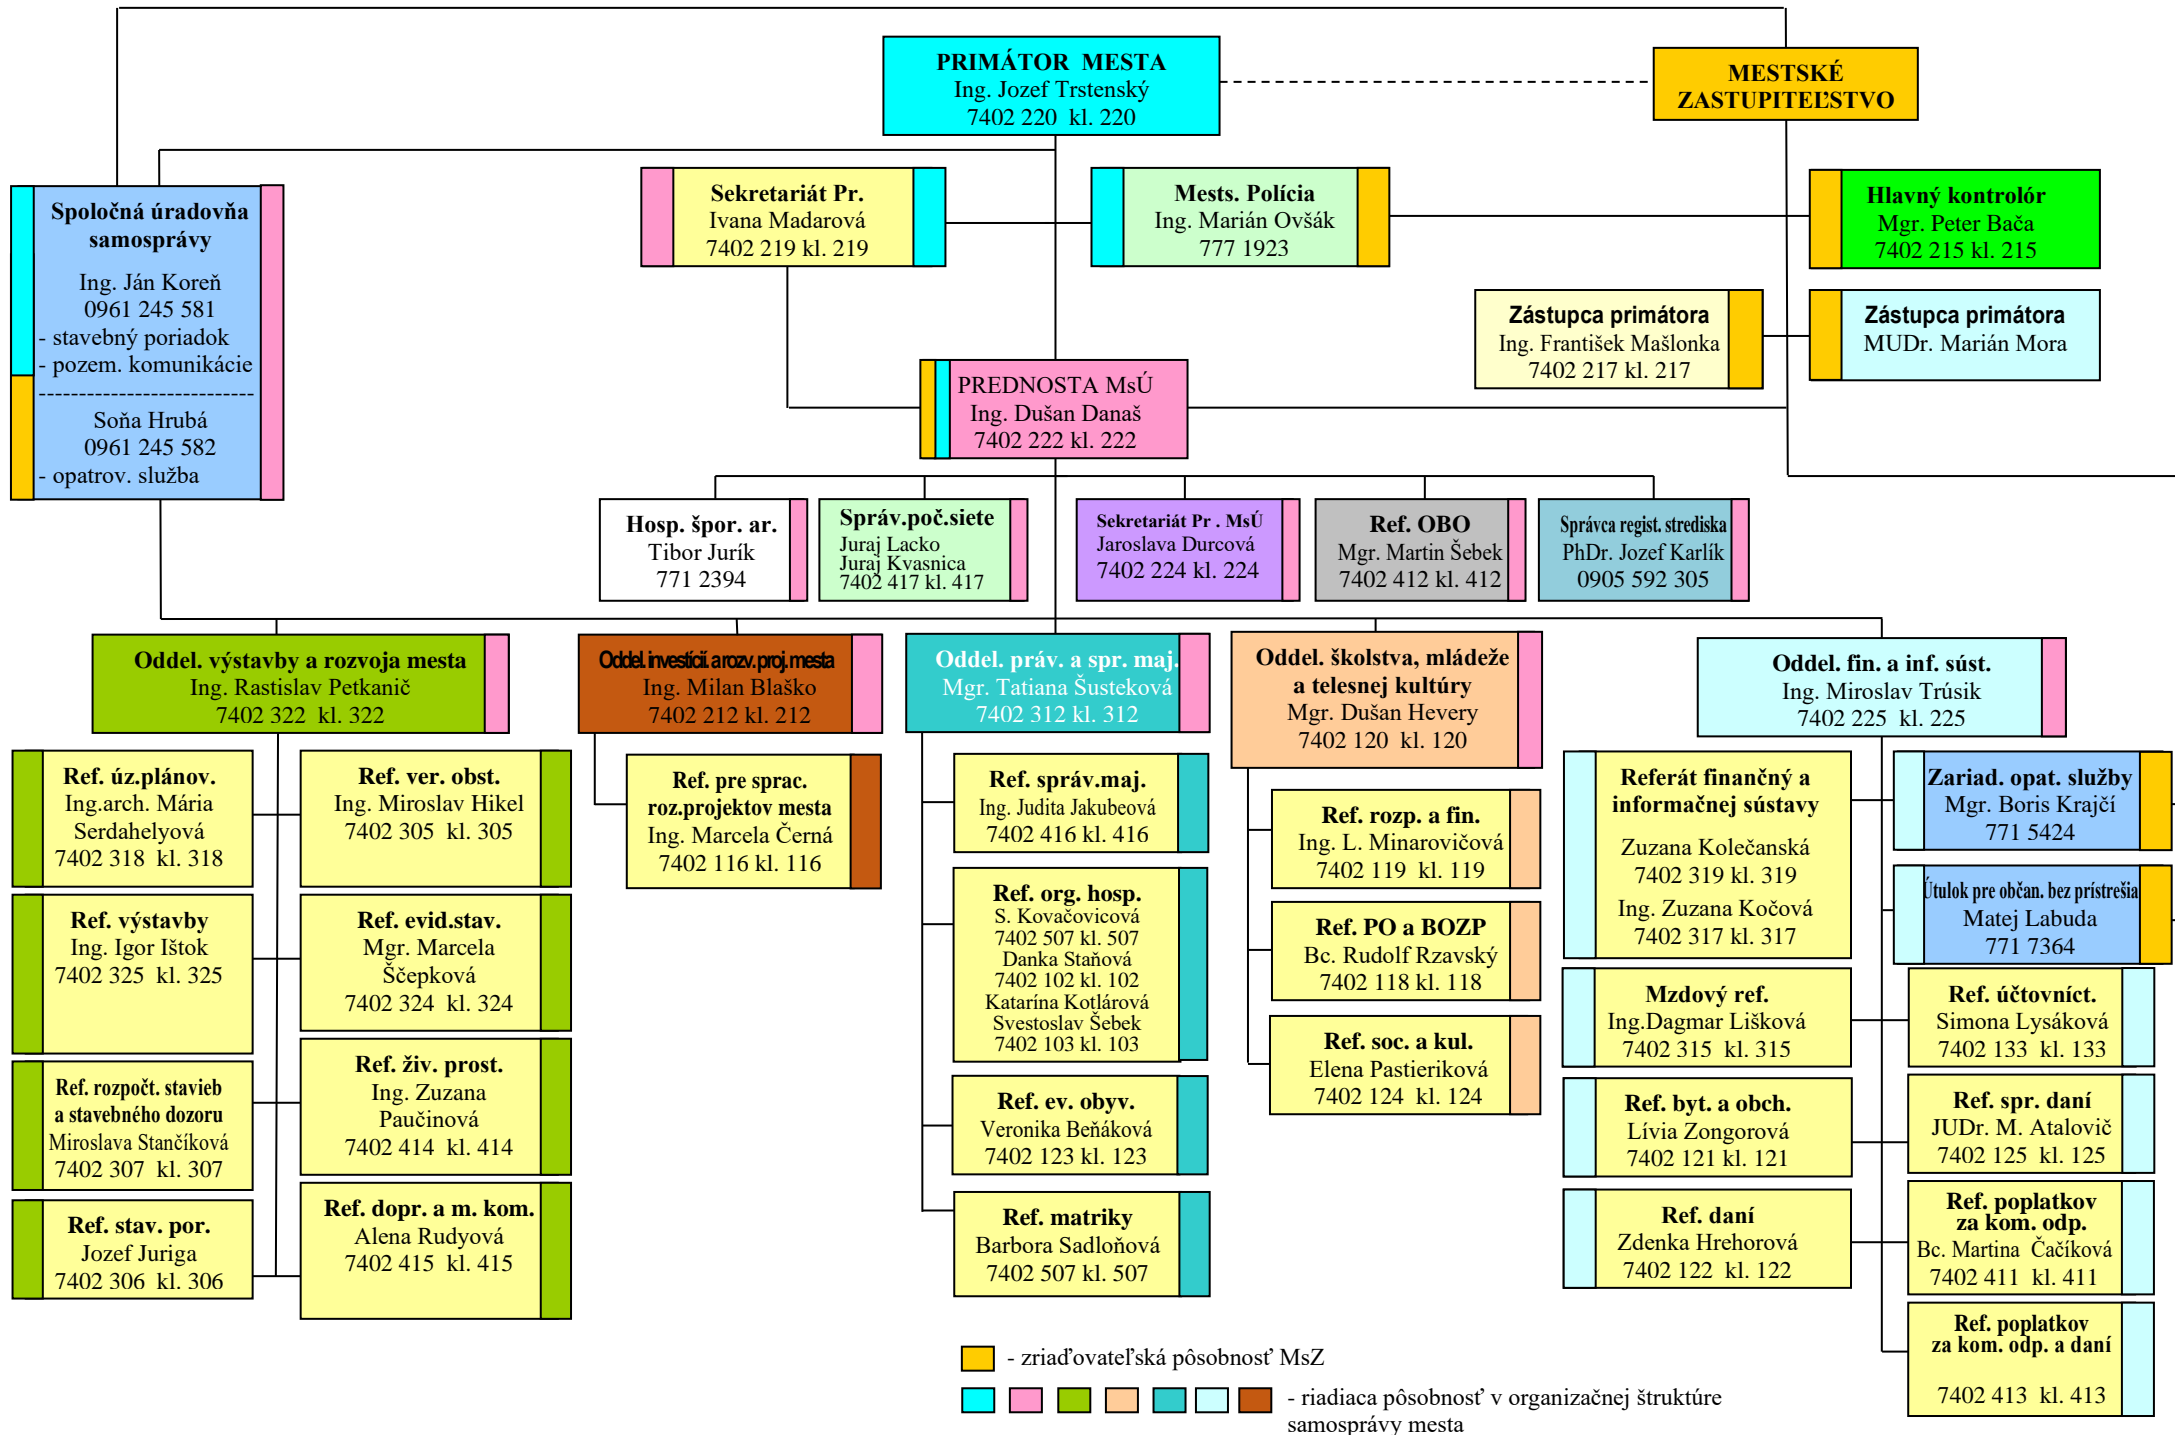 PRIMÁTOR MESTA
Ing. Jozef Trstenský
7402 220 kl. 220
MESTSKÉ
ZASTUPITEĽSTVO
Spoločná úradovňa
samosprávy
Ing. Ján Koreň
0961 245 581
- stavebný poriadok
- pozem. komunikácie
--------------------------
Soňa Hrubá
0961 245 582
- opatrov. služba
Sekretariát Pr.
Ivana Madarová
7402 219 kl. 219
Mests. Polícia
Ing. Marián Ovšák
777 1923
Hlavný kontrolór
Mgr. Peter Bača
7402 215 kl. 215
Zástupca primátora
Ing. František Mašlonka
7402 217 kl. 217
Zástupca primátora
MUDr. Marián Mora
PREDNOSTA MsÚ
Ing. Dušan Današ
7402 222 kl. 222
Hosp. špor. ar.
Tibor Jurík
771 2394
Správ.poč.siete
Juraj Lacko
Juraj Kvasnica
7402 417 kl. 417
Sekretariát Pr . MsÚ
Jaroslava Durcová
7402 224 kl. 224
Ref. OBO
Mgr. Martin Šebek
7402 412 kl. 412
Správca regist. strediska
PhDr. Jozef Karlík
0905 592 305
Oddel. výstavby a rozvoja mesta
Ing. Rastislav Petkanič
7402 322 kl. 322
Oddel. investícií. a rozv. proj. mesta
Ing. Milan Blaško
7402 212 kl. 212
Oddel. práv. a spr. maj.
Mgr. Tatiana Šusteková
7402 312 kl. 312
Oddel. školstva, mládeže
a telesnej kultúry
Mgr. Dušan Hevery
7402 120 kl. 120
Oddel. fin. a inf. súst.
Ing. Miroslav Trúsik
7402 225 kl. 225
Ref. úz.plánov.
Ing.arch. Mária
Serdahelyová
7402 318 kl. 318
Ref. ver. obst.
Ing. Miroslav Hikel
7402 305 kl. 305
Ref. výstavby
Ing. Igor Ištok
7402 325 kl. 325
Ref. evid.stav.
Mgr. Marcela
Ščepková
7402 324 kl. 324
Ref. rozpočt. stavieb
a stavebného dozoru
Miroslava Stančíková
7402 307 kl. 307
Ref. živ. prost.
Ing. Zuzana
Paučinová
7402 414 kl. 414
Ref. stav. por.
Jozef Juriga
7402 306 kl. 306
Ref. dopr. a m. kom.
Alena Rudyová
7402 415 kl. 415
Ref. pre sprac.
roz.projektov mesta
Ing. Marcela Černá
7402 116 kl. 116
Ref. správ.maj.
Ing. Judita Jakubeová
7402 416 kl. 416
Ref. org. hosp.
S. Kovačovicová
7402 507 kl. 507
Danka Staňová
7402 102 kl. 102
Katarína Kotlárová
Svestoslav Šebek
7402 103 kl. 103
Ref. ev. obyv.
Veronika Beňáková
7402 123 kl. 123
Ref. matriky
Barbora Sadloňová
7402 507 kl. 507
Ref. rozp. a fin.
Ing. L. Minarovičová
7402 119 kl. 119
Ref. PO a BOZP
Bc. Rudolf Rzavský
7402 118 kl. 118
Ref. soc. a kul.
Elena Pastieriková
7402 124 kl. 124
Referát finančný a
informačnej sústavy
Zuzana Kolečanská
7402 319 kl. 319
Ing. Zuzana Kočová
7402 317 kl. 317
Zariad. opat. služby
Mgr. Boris Krajčí
771 5424
Útulok pre občan. bez prístrešia
Matej Labuda
771 7364
Mzdový ref.
Ing.Dagmar Lišková
7402 315 kl. 315
Ref. účtovníct.
Simona Lysáková
7402 133 kl. 133
Ref. byt. a obch.
Lívia Zongorová
7402 121 kl. 121
Ref. spr. daní
JUDr. M. Atalovič
7402 125 kl. 125
Ref. daní
Zdenka Hrehorová
7402 122 kl. 122
Ref. poplatkov
za kom. odp.
Bc. Martina Čačíková
7402 411 kl. 411
Ref. poplatkov
za kom. odp. a daní
7402 413 kl. 413
- zriaďovateľská pôsobnosť MsZ
- riadiaca pôsobnosť v organizačnej štruktúre
samosprávy mesta